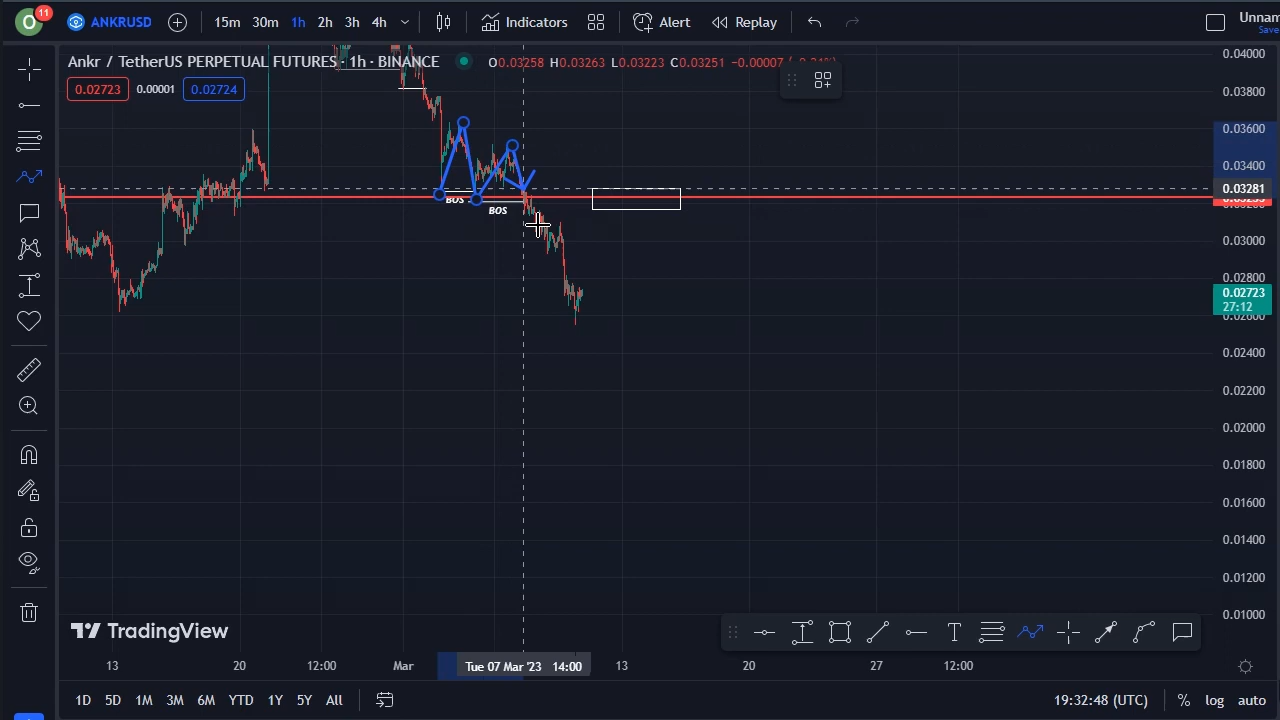 O
11
ANKRUSD
15m 30m 1h 2h 3h 4h
Indicators
Alert
Replay
Unnam
Save
Ankr / TetherUS PERPETUAL FUTURES · 1h · BINANCE
O0.03258 H0.03263 L0.03223 C0.03251 −0.00007
0.02723 0.00001 0.02724
BOS
BOS
0.04000
0.03800
0.03600
0.03400
0.03281
0.03000
0.02800
0.02723
27:12
0.02600
0.02400
0.02200
0.02000
0.01800
0.01600
0.01400
0.01200
0.01000
TradingView
T
13 20 12:00 Mar Tue 07 Mar '23 14:00 13 20 27 12:00
1D 5D 1M 3M 6M YTD 1Y 5Y All
19:32:48 (UTC) % log auto